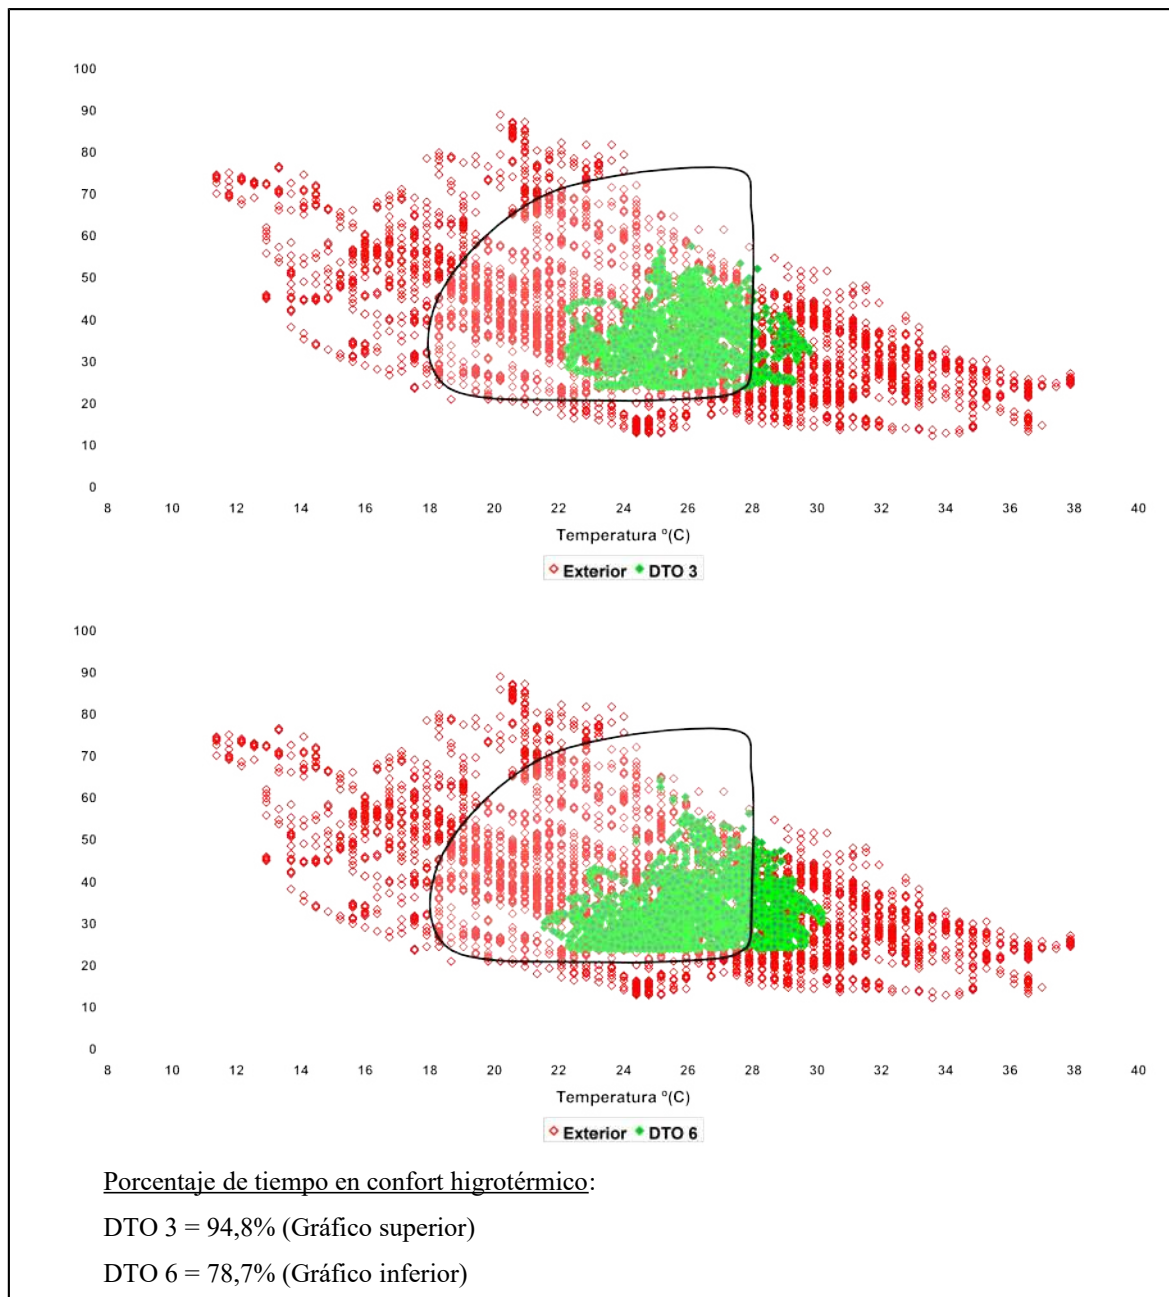 100
90
80
70
60
50
40
30
20
10
0
8 10 12 14 16 18 20 22 24 26 28 30 32 34 36 38 40
Temperatura º(C)
Exterior DTO 3
100
90
80
70
60
50
40
30
20
10
0
8 10 12 14 16 18 20 22 24 26 28 30 32 34 36 38 40
Temperatura º(C)
Exterior DTO 6
Porcentaje de tiempo en confort higrotérmico:
DTO 3 = 94,8% (Gráfico superior)
DTO 6 = 78,7% (Gráfico inferior)